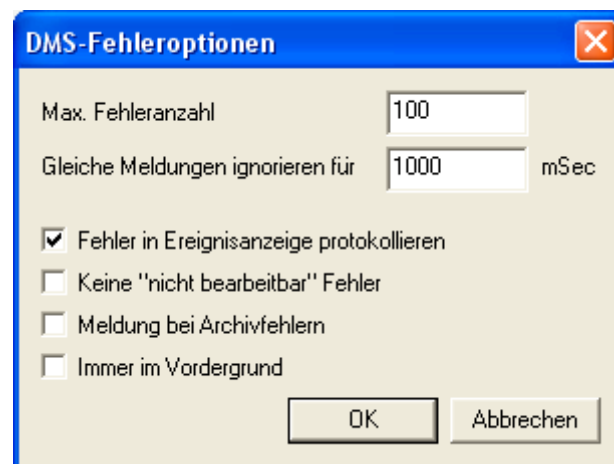 DMS-Fehleroptionen
Max. Fehleranzahl 100
Gleiche Meldungen ignorieren für 1000 mSec
Fehler in Ereignisanzeige protokollieren
Keine "nicht bearbeitbar" Fehler
Meldung bei Archivfehlern
Immer im Vordergrund
OK Abbrechen